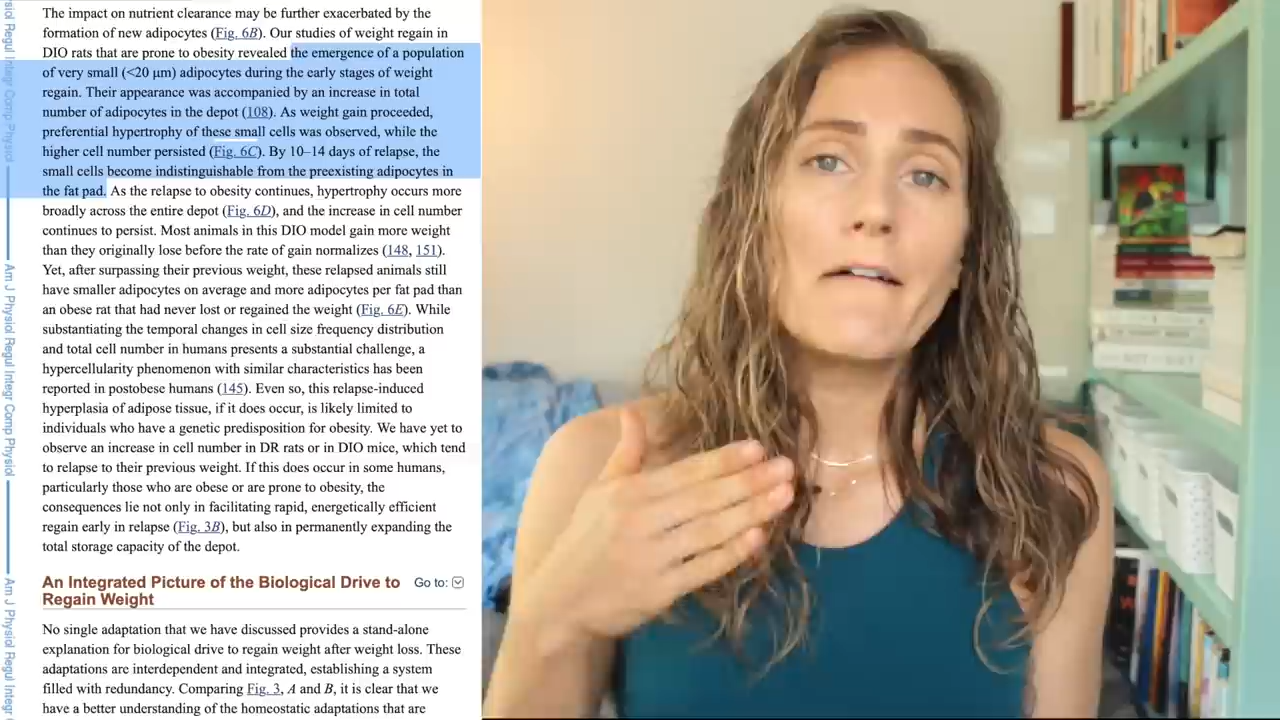 The impact on nutrient clearance may be further exacerbated by the
formation of new adipocytes (Fig. 6B). Our studies of weight regain in
DIO rats that are prone to obesity reveal the emergence of a population
of very small (<20 μm) adipocytes during the early stages of weight
regain. Their appearance was accompanied by an increase in total
number of adipocytes in the depot (108). As weight gain proceeded,
preferential hypertrophy of these small cells was observed, while the
higher cell number persisted (Fig. 6C). By 10–14 days of relapse, the
small cells become indistinguishable from the preexisting adipocytes in
the fat pad. As the relapse to obesity continues, hypertrophy occurs more
broadly across the entire depot (Fig. 6D), and the increase in cell number
continues to persist. Most animals in this DIO model gain more weight
than they originally lose before the rate of gain normalizes (148, 151).
Yet, after surpassing their previous weight, these relapsed animals still
have smaller adipocytes on average and more adipocytes per fat pad than
an obese rat that had never lost or regained the weight (Fig. 6E). While
substantiating the temporal changes in cell size frequency distribution
and total cell number in humans present a substantial challenge, a
hypercellularity phenomenon with similar characteristics has been
reported in postobese humans (145). Even so, this relapse-induced
hyperplasia of adipose tissue, if it does occur, is likely limited to
individuals who have a genetic predisposition for obesity. We have yet to
observe an increase in cell number in DR rats or in DIO mice, which tend
to relapse to their previous weight. If this does occur in some humans,
particularly those who are obese or are prone to obesity, the
consequences lie not only in facilitating rapid, energetically efficient
regain early in relapse (Fig. 3B), but also in permanently expanding the
total storage capacity of the depot.
An Integrated Picture of the Biological Drive to
Regain Weight
Go to:
No single adaptation that we have discussed provides a stand-alone
explanation for biological drive to regain weight after weight loss. These
adaptations are interdependent and integrated, establishing a system
filled with redundancy. Comparing Fig. 3, A and B, it is clear that we
have a better understanding of the homeostatic adaptations that are
siol Regul Integr Comp Physiol
Am J Physiol Regul Integr Comp Physiol
Am J Physiol Regul Integr